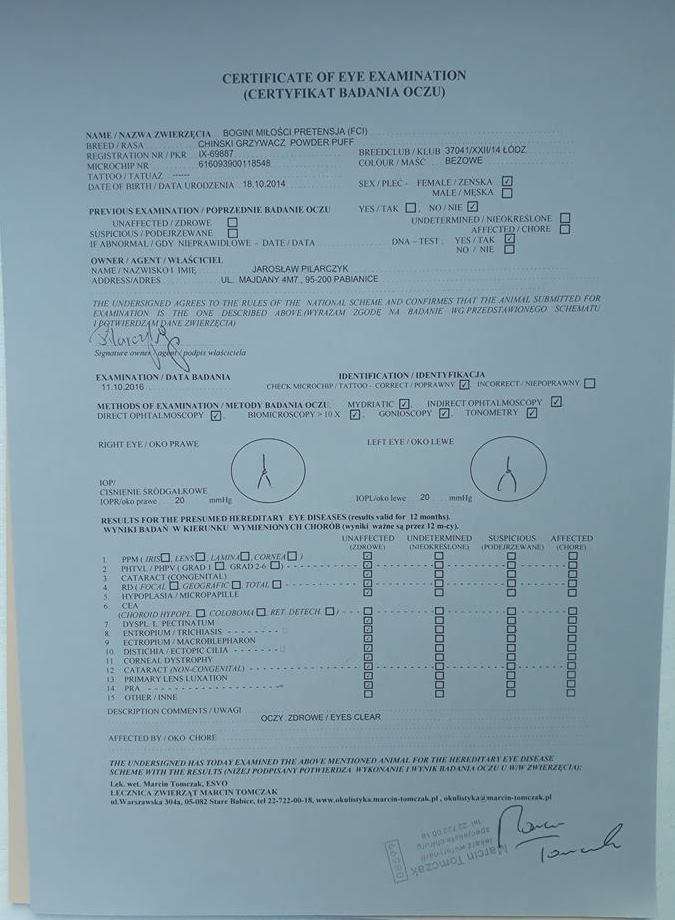 CERTIFICATE OF EYE EXAMINATION
(CERTYFIKAT BADANIA OCZU)
NAME / NAZWA ZWIERZĘCIA BOGINI MIŁOŚCI PRETENSJA (FCI)
BREED / RASA CHIŃSKI GRZYWACZ POWDER PUFF
REGISTRATION NR / PKR IX-69887 BREEDCLUB / KLUB 37041/XXII/14 ŁÓDZ
MICROCHIP NR 616093900118548 COLOUR / MAŚĆ BEZOWE
TATTOO / TATUAZ ------
DATE OF BIRTH / DATA URODZENIA 18.10.2014 SEX / PLEĆ - FEMALE / ŻEŃSKA ☑
MALE / MĘSKA ☐
PREVIOUS EXAMINATION / POPRZEDNIE BADANIE OCZU YES / TAK ☐, NO / NIE ☑
UNAFFECTED / ZDROWE ☐ UNDETERMINED / NIEOKREŚLONE ☐
SUSPICIOUS / PODEJRZEWANE ☐ AFFECTED / CHORE ☐
IF ABNORMAL / GDY NIEPRAWIDŁOWE - DATE / DATA DNA - TEST, YES / TAK ☑
NO / NIE ☐
OWNER / AGENT / WŁAŚCICIEL
NAME / NAZWISKO I IMIĘ JAROSŁAW PILARCZYK
ADDRESS/ADRES UL. MAJDANY 4M7, 95-200 PABIANICE
THE UNDERSIGNED AGREES TO THE RULES OF THE NATIONAL SCHEME AND CONFIRMS THAT THE ANIMAL SUBMITTED FOR
EXAMINATION IS THE ONE DESCRIBED ABOVE.(WYRAŻAM ZGODĘ NA BADANIE WG PRZEDSTAWIONEGO SCHEMATU
I POTWIERDZAM DANE ZWIERZĘCIA)
Signature owner / agent / podpis właściciela
EXAMINATION / DATA BADANIA IDENTIFICATION / IDENTYFIKACJA
11.10.2016 CHECK MICROCHIP / TATTOO - CORRECT / POPRAWNY ☑ INCORRECT / NIEPOPRAWNY ☐
METHODS OF EXAMINATION / METODY BADANIA OCZU: MYDRIATIC ☑, INDIRECT OPHTALMOSCOPY ☑
DIRECT OPHTALMOSCOPY ☑, BIOMICROSCOPY > 10 X ☑, GONIOSCOPY ☑, TONOMETRY ☑
RIGHT EYE / OKO PRAWE LEFT EYE / OKO LEWE
IOP/
CIŚNIENIE ŚRÓDGAŁKOWE
IOPR/oko prawe 20 mmHg IOPL/oko lewe 20 mmHg
RESULTS FOR THE PRESUMED HEREDITARY EYE DISEASES (results valid for 12 months).
WYNIKI BADAŃ W KIERUNKU WYMIENIONYCH CHORÓB (wyniki ważne są przez 12 m-cy).
UNAFFECTED UNDETERMINED SUSPICIOUS AFFECTED
(ZDROWE) (NIEOKREŚLONE) (PODEJRZEWANE) (CHORE)
1. PPM ( IRIS☐, LENS☐, LAMINA☐, CORNEA ☐ )
2. PHTVL / PHPV ( GRAD 1 ☐, GRAD 2-6 ☐ )
3. CATARACT (CONGENITAL)
4. RD ( FOCAL ☐, GEOGRAFIC ☐, TOTAL ☐
5. HYPOPLASIA / MICROPAPILLE
6. CEA
(CHOROID HYPOPL. ☐, COLOBOMA ☐, RET. DETECH. ☐ )
7. DYSPL. L. PECTINATUM
8. ENTROPIUM / TRICHIASIS
9. ECTROPIUM / MACROBLEPHARON
10. DISTICHIA / ECTOPIC CILIA
11. CORNEAL DYSTROPHY
12. CATARACT (NON-CONGENITAL)
13. PRIMARY LENS LUXATION
14. PRA
15. OTHER / INNE
DESCRIPTION COMMENTS / UWAGI
OCZY ZDROWE / EYES CLEAR
AFFECTED BY / OKO CHORE
THE UNDERSIGNED HAS TODAY EXAMINED THE ABOVE MENTIONED ANIMAL FOR THE HEREDITARY EYE DISEASE
SCHEME WITH THE RESULTS (NIŻEJ PODPISANY POTWIERDZA WYKONANIE I WYNIK BADANIA OCZU U W/W ZWIERZĘCIA):
Lek. wet. Marcin Tomczak, ESVO
LECZNICA ZWIERZĄT MARCIN TOMCZAK
ul.Warszawska 304a, 05-082 Stare Babice, tel 22-722-00-18, www.okulistyka.marcin-tomczak.pl , okulistyka@marcin-tomczak.pl
Marcin Tomczak
lekarz weterynarii
tel. 22 722 00 18